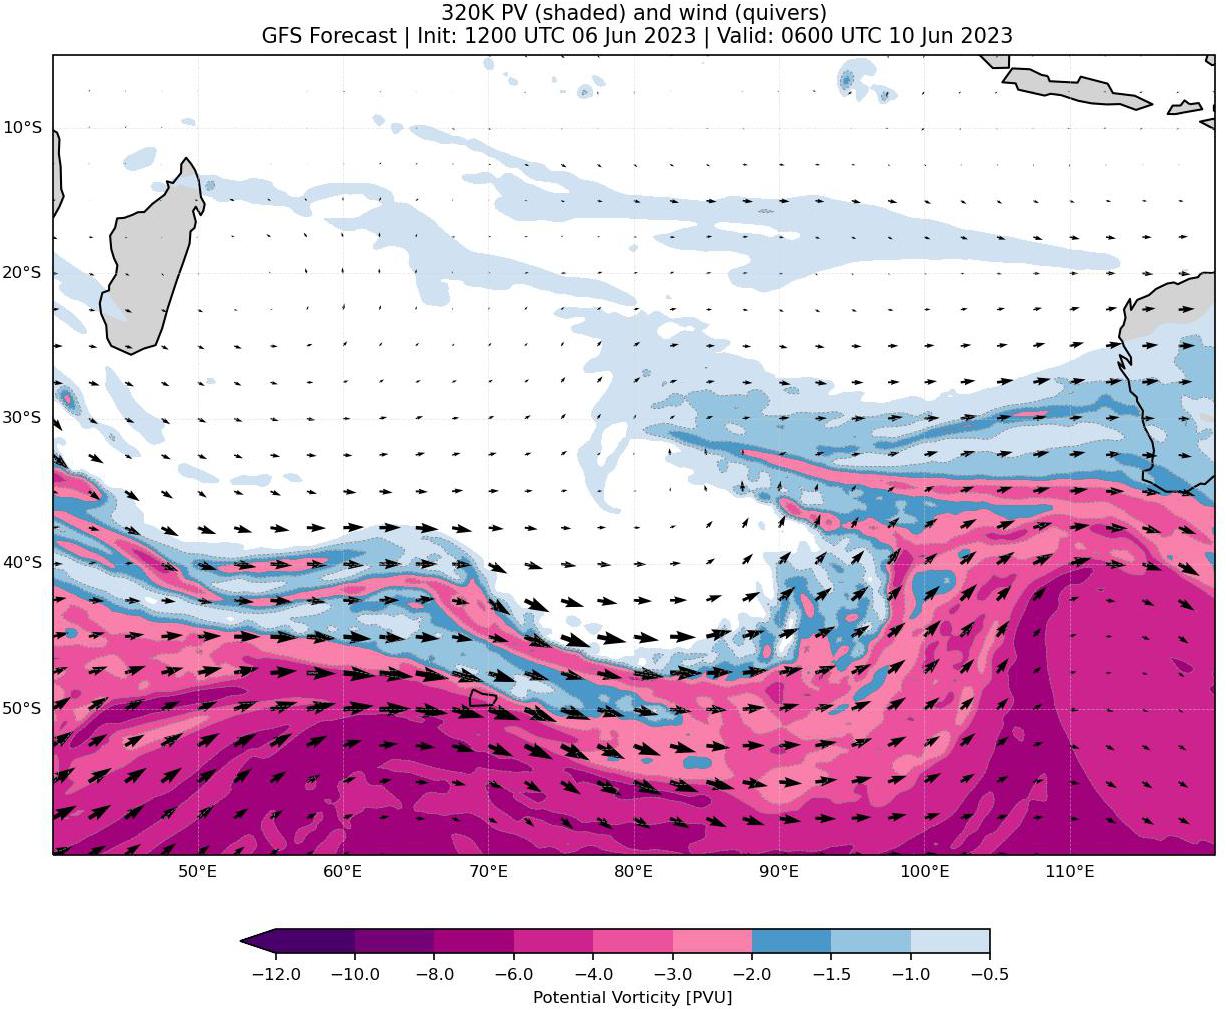 320K PV (shaded) and wind (quivers)
GFS Forecast | Init: 1200 UTC 06 Jun 2023 | Valid: 0600 UTC 10 Jun 2023
10°S
20°S
30°S
40°S
50°S
50°E 60°E 70°E 80°E 90°E 100°E 110°E
−12.0 −10.0 −8.0 −6.0 −4.0 −3.0 −2.0 −1.5 −1.0 −0.5
Potential Vorticity [PVU]